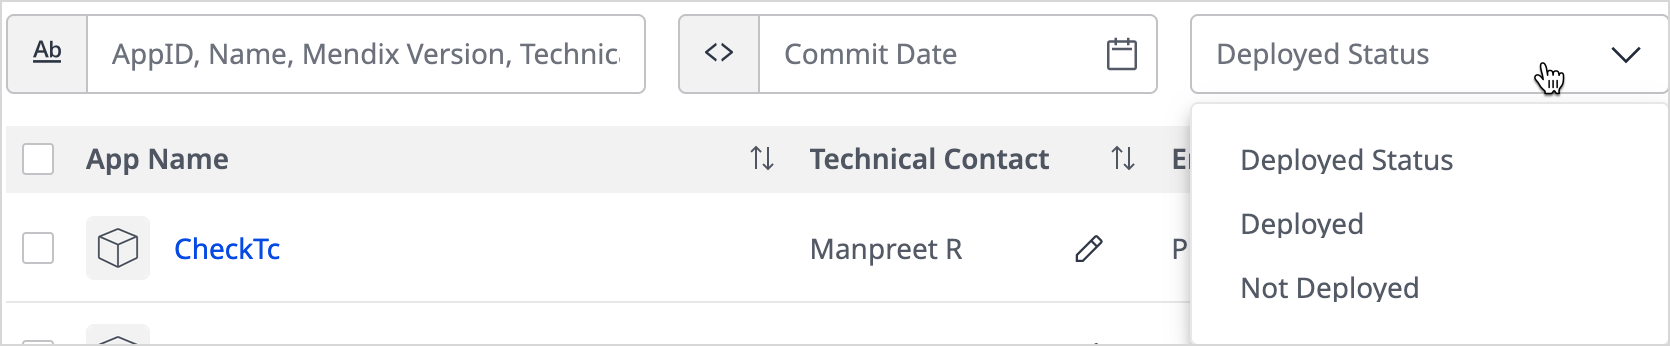 Ab AppID, Name, Mendix Version, Technic
<> Commit Date
Deployed Status
App Name
Technical Contact
Deployed Status
CheckTc
Manpreet R
Deployed
Not Deployed